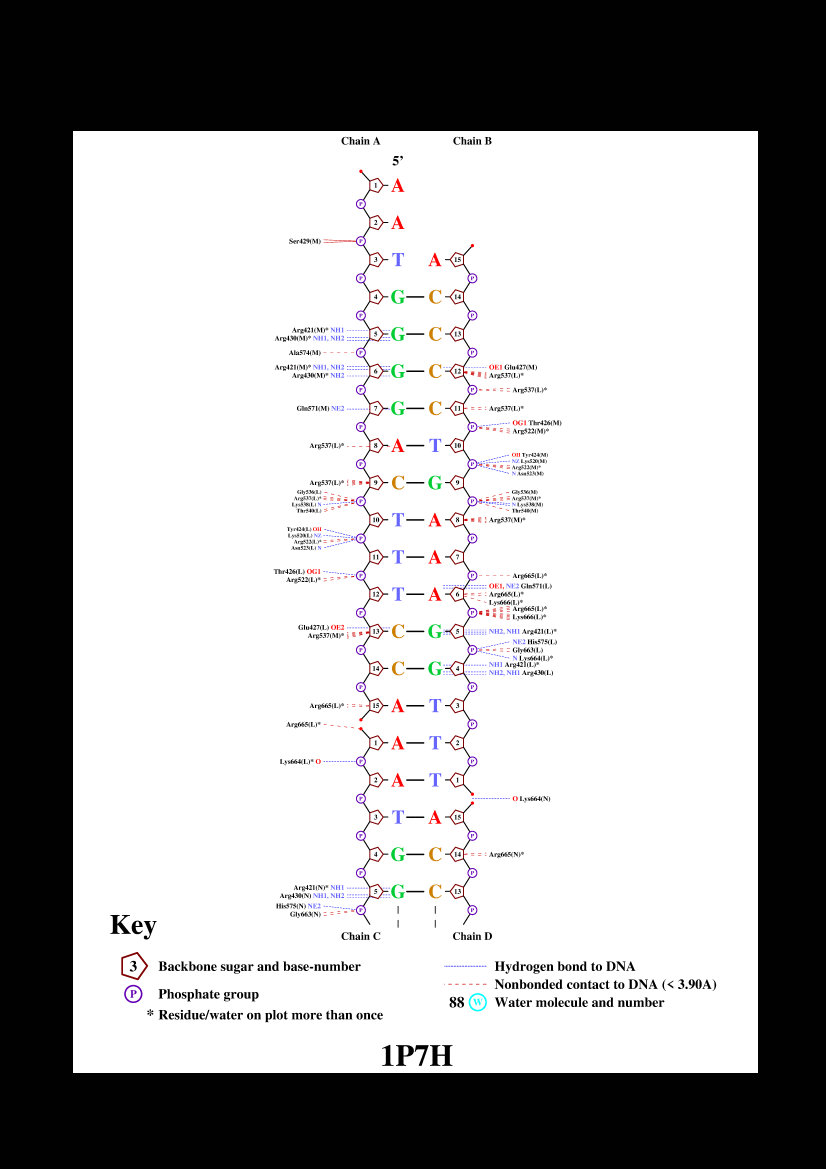 Chain A Chain B
5’
1 A
P
2 A
Ser429(M) P
3 T A 15
P P
4 G C 14
P P
Arg421(M)* NH1
Arg430(M)* NH1, NH2
5 G C 13
Ala574(M) P P
Arg421(M)* NH1, NH2
Arg430(M)* NH2
6 G C 12
OE1 Glu427(M)
Arg537(L)*
P P Arg537(L)*
Gln571(M) NE2 7 G C 11 Arg537(L)*
P P
OG1 Thr426(M)
Arg522(M)*
Arg537(L)* 8 A T 10
P P
OH Tyr424(M)
NZ Lys520(M)
Arg522(M)*
N Asn523(M)
Arg537(L)* 9 C G 9
Gly536(L)
Arg537(L)*
Lys538(L) N
Thr540(L)
P P
Gly536(M)
Arg537(M)*
N Lys538(M)
Thr540(M)
10 T A 8 Arg537(M)*
Tyr424(L) OH
Lys520(L) NZ
Arg522(L)*
Asn523(L) N
P P
11 T A 7
Thr426(L) OG1
Arg522(L)*
P P Arg665(L)*
12 T A 6
OE1, NE2 Gln571(L)
Arg665(L)*
Lys666(L)*
P P
Arg665(L)*
Lys666(L)*
Glu427(L) OE2
Arg537(M)*
13 C G 5 NH2, NH1 Arg421(L)*
P P
NE2 His575(L)
Gly663(L)
N Lys664(L)*
14 C G 4
NH1 Arg421(L)*
NH2, NH1 Arg430(L)
P P
Arg665(L)* 15 A T 3
Arg665(L)* P
1 A T 2
Lys664(L)* O P P
2 A T 1
P O Lys664(N)
3 T A 15
P P
4 G C 14 Arg665(N)*
P P
Arg421(N)* NH1
Arg430(N) NH1, NH2
5 G C 13
His575(N) NE2
Gly663(N)
P P
Chain C Chain D
Key
3 Backbone sugar and base-number
P Phosphate group
* Residue/water on plot more than once
Hydrogen bond to DNA
Nonbonded contact to DNA (< 3.90A)
88 W Water molecule and number
1P7H